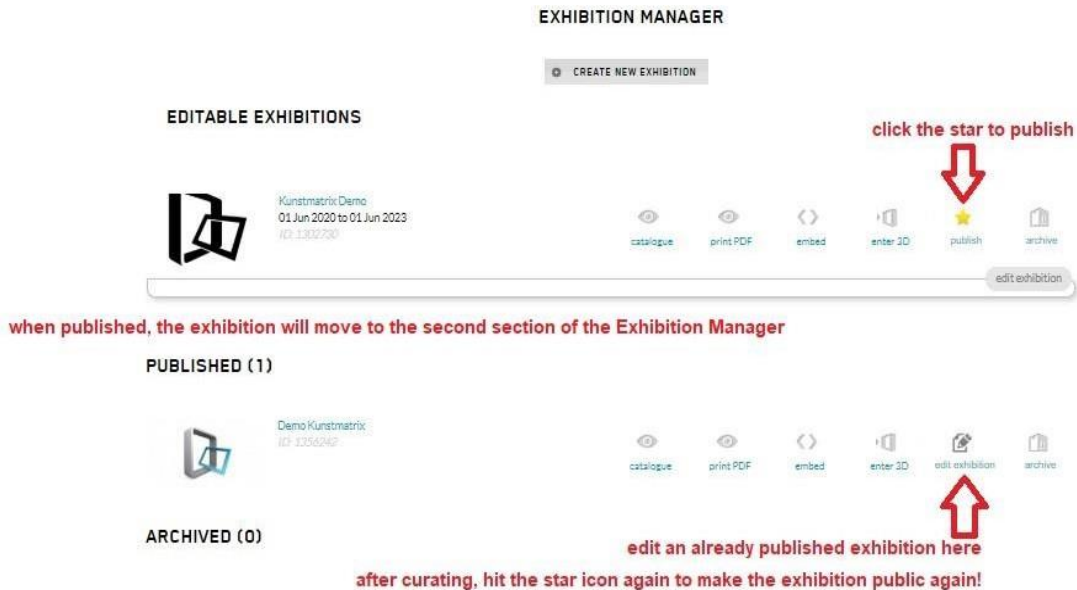 EXHIBITION MANAGER
CREATE NEW EXHIBITION
EDITABLE EXHIBITIONS
click the star to publish
Kunstmatrix Demo
01 Jun 2020 to 01 Jun 2023
ID: 1302730
catalogue print PDF embed enter 3D publish archive
edit exhibition
when published, the exhibition will move to the second section of the Exhibition Manager
PUBLISHED (1)
Demo Kunstmatrix
ID: 1356242
catalogue print PDF embed enter 3D edit exhibition archive
ARCHIVED (0)
edit an already published exhibition here
after curating, hit the star icon again to make the exhibition public again!